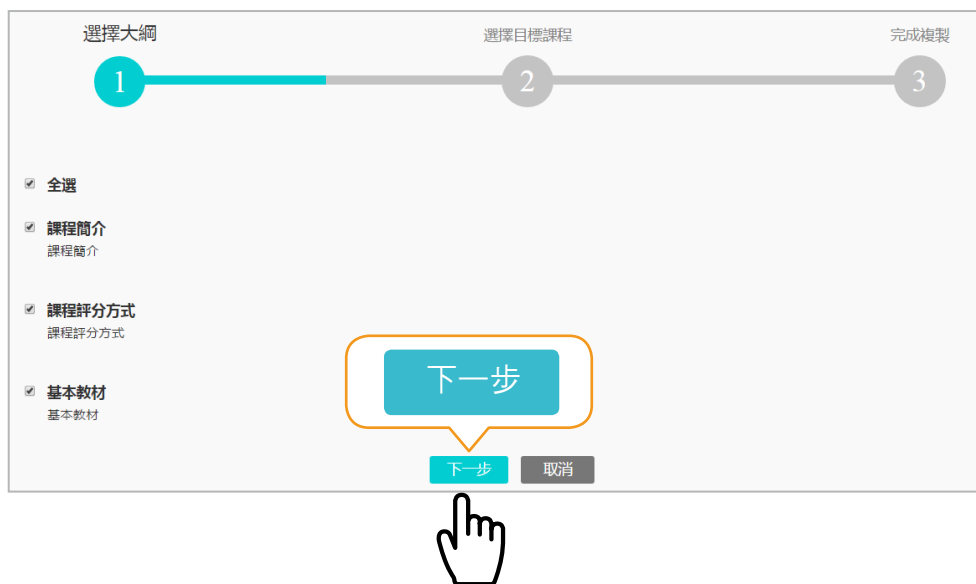 選擇大綱
選擇目標課程
完成複製
1
2
3
全選
課程簡介
課程簡介
課程評分方式
課程評分方式
基本教材
基本教材
下一步
下一步
取消